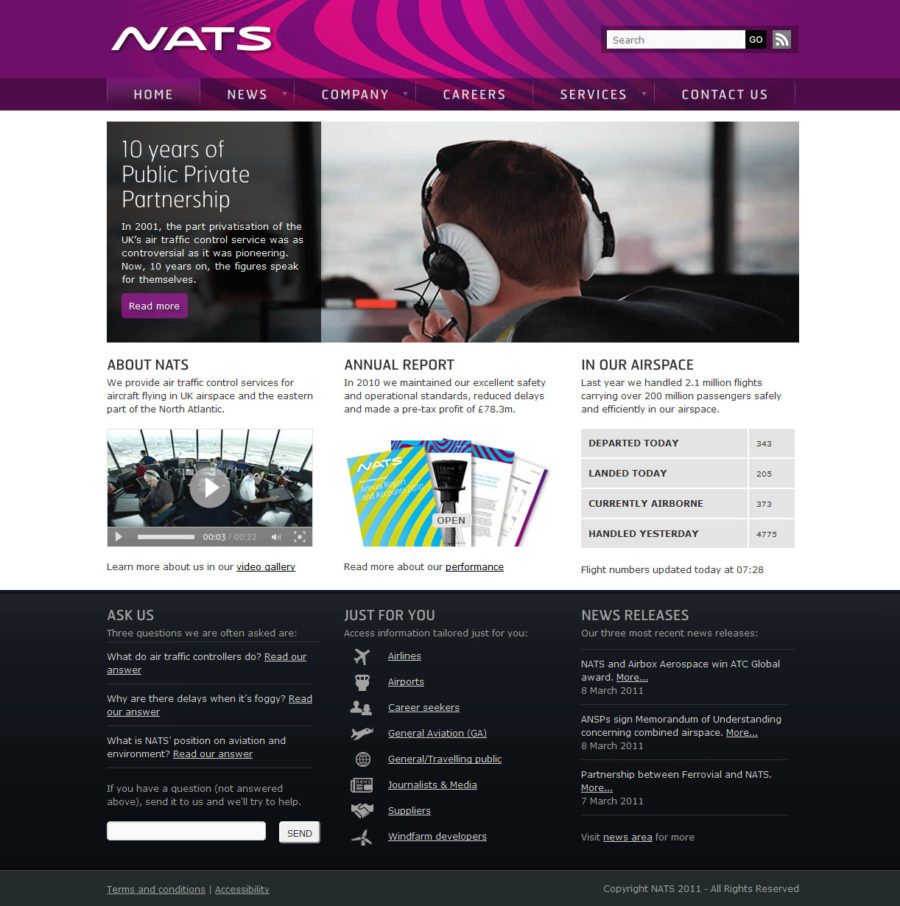 NATS
Search
GO
HOME
NEWS
COMPANY
CAREERS
SERVICES
CONTACT US
10 years of
Public Private
Partnership
In 2001, the part privatisation of the
UK's air traffic control service was as
controversial as it was pioneering.
Now, 10 years on, the figures speak
for themselves.
Read more
ABOUT NATS
We provide air traffic control services for
aircraft flying in UK airspace and the eastern
part of the North Atlantic.
00:03 / 00:22
Learn more about us in our video gallery
ANNUAL REPORT
In 2010 we maintained our excellent safety
and operational standards, reduced delays
and made a pre-tax profit of £78.3m.
NATS
Annual Report
and Accounts 2010
OPEN
Read more about our performance
IN OUR AIRSPACE
Last year we handled 2.1 million flights
carrying over 200 million passengers safely
and efficiently in our airspace.
DEPARTED TODAY 343
LANDED TODAY 205
CURRENTLY AIRBORNE 373
HANDLED YESTERDAY 4775
Flight numbers updated today at 07:28
ASK US
Three questions we are often asked are:
What do air traffic controllers do? Read our
answer
Why are there delays when it's foggy? Read
our answer
What is NATS' position on aviation and
environment? Read our answer
If you have a question (not answered
above), send it to us and we'll try to help.
SEND
JUST FOR YOU
Access information tailored just for you:
Airlines
Airports
Career seekers
General Aviation (GA)
General/Travelling public
Journalists & Media
Suppliers
Windfarm developers
NEWS RELEASES
Our three most recent news releases:
NATS and Airbox Aerospace win ATC Global
award. More...
8 March 2011
ANSPs sign Memorandum of Understanding
concerning combined airspace. More...
8 March 2011
Partnership between Ferrovial and NATS.
More...
7 March 2011
Visit news area for more
Terms and conditions | Accessibility
Copyright NATS 2011 - All Rights Reserved